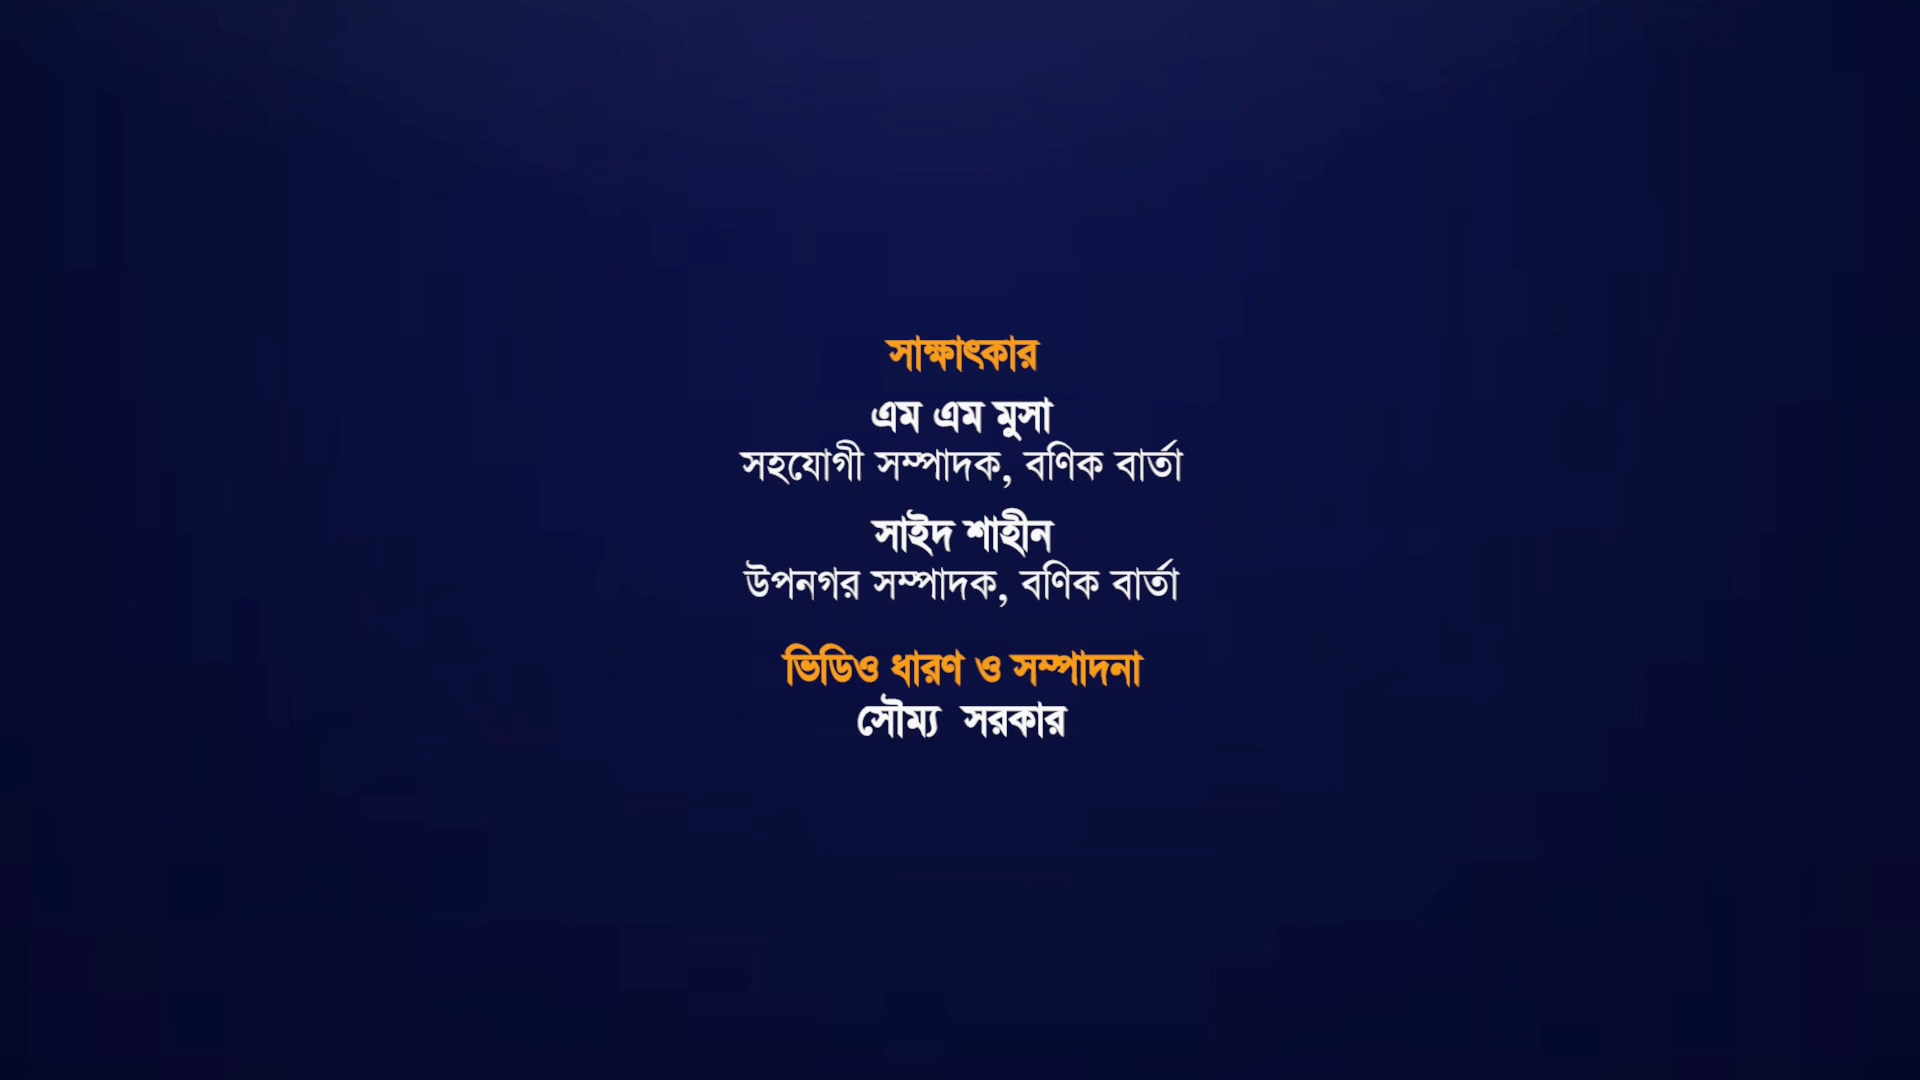 সাক্ষাৎকার
এম এম মুসা
সহযোগী সম্পাদক, বণিক বার্তা
সাইদ শাহীন
উপনগর সম্পাদক, বণিক বার্তা
ভিডিও ধারণ ও সম্পাদনা
সৌম্য সরকার